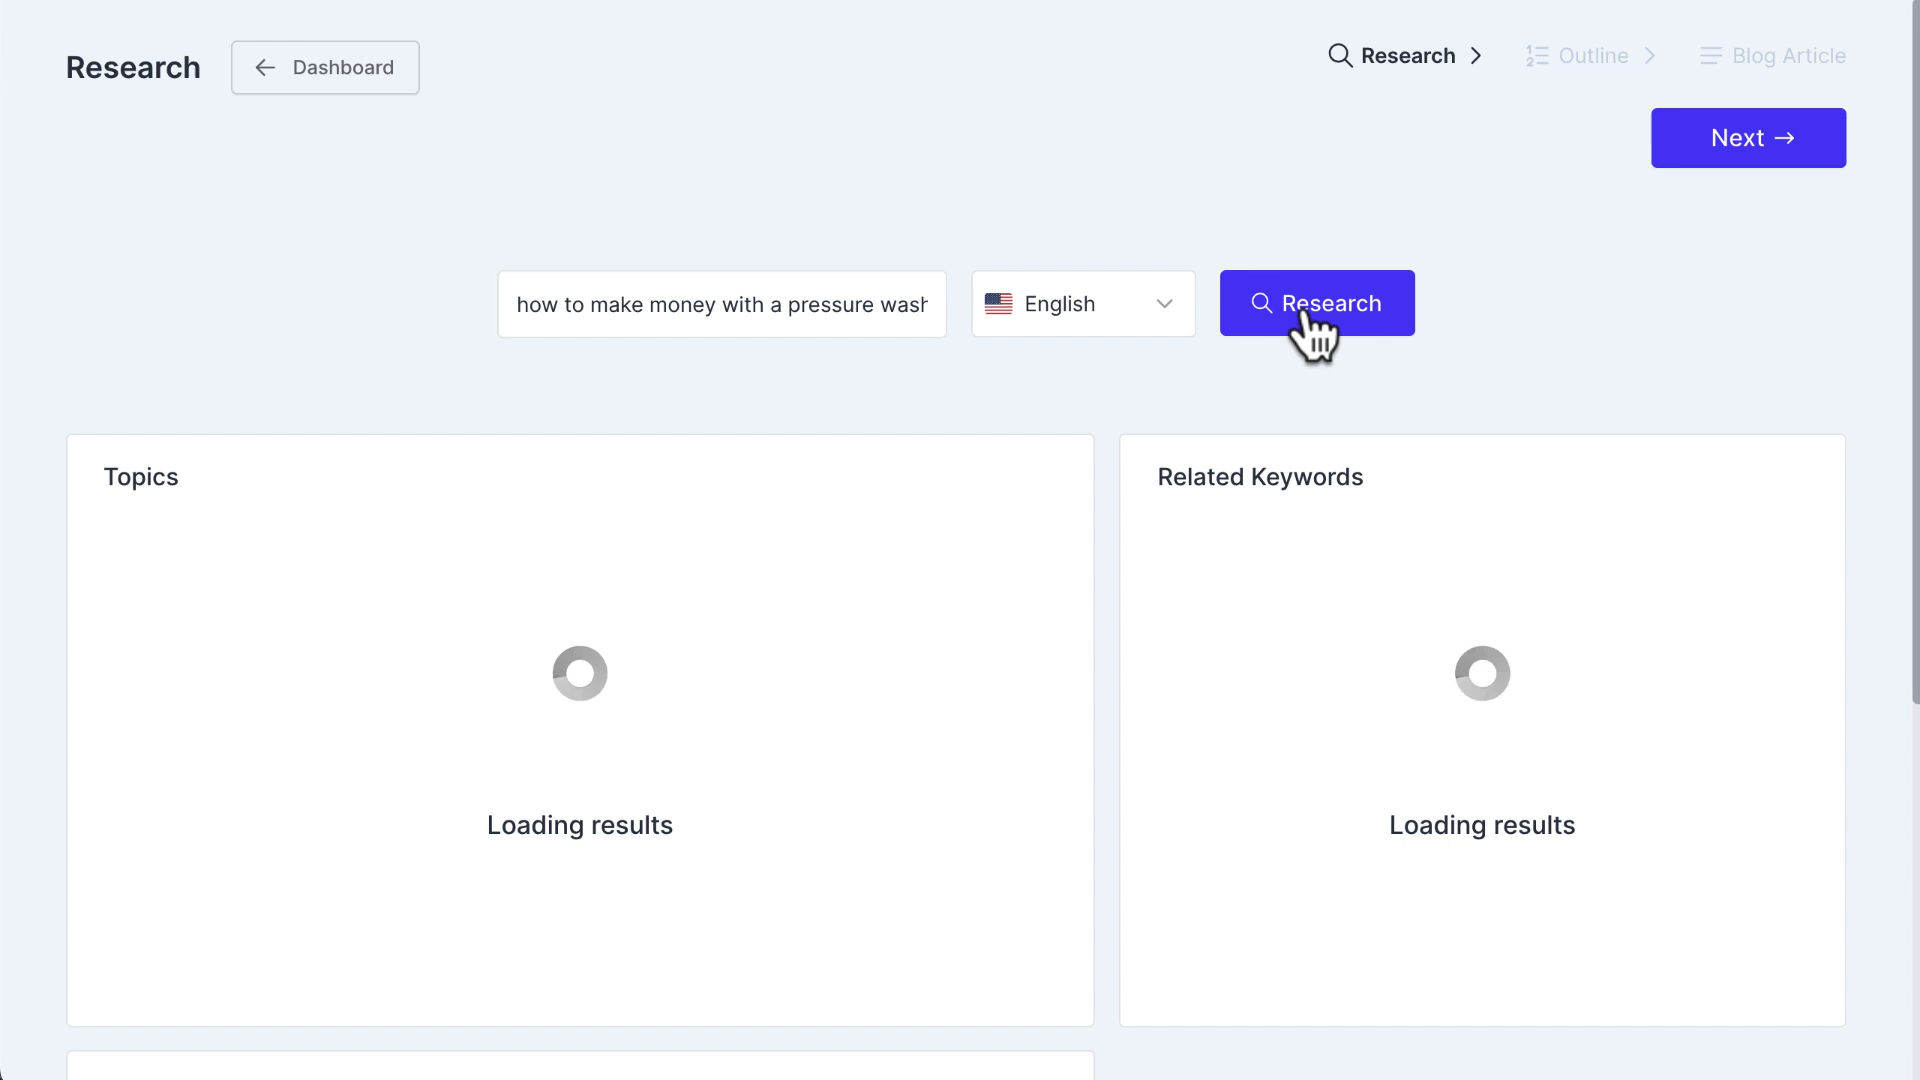 Research
Dashboard
Research
Outline
Blog Article
Next →
how to make money with a pressure wash
English
Research
Topics
Related Keywords
Loading results
Loading results